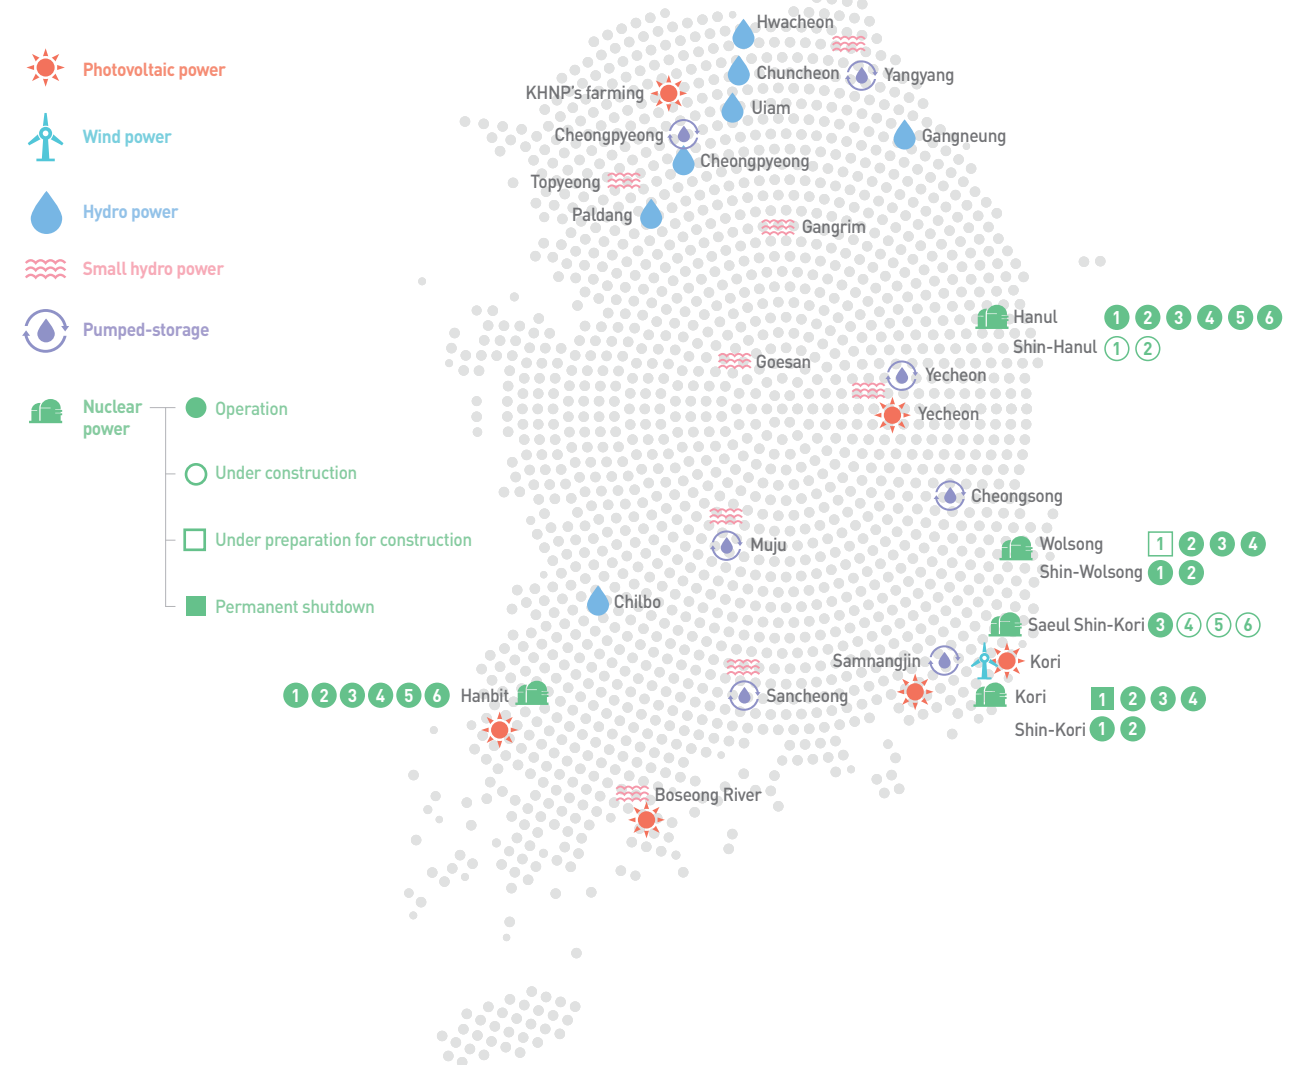 Photovoltaic power
Wind power
Hydro power
Small hydro power
Pumped-storage
Nuclear
power
Operation
Under construction
Under preparation for construction
Permanent shutdown
Hwacheon
Chuncheon
Yangyang
KHNP's farming
Uiam
Cheongpyeong
Gangneung
Cheongpyeong
Topyeong
Paldang
Gangrim
Hanul 1 2 3 4 5 6
Shin-Hanul 1 2
Goesan
Yecheon
Yecheon
Cheongsong
Muju
Wolsong 1 2 3 4
Shin-Wolsong 1 2
Chilbo
Saeul Shin-Kori 3 4 5 6
Samnangjin
Kori
1 2 3 4 5 6 Hanbit
Sancheong
Kori 1 2 3 4
Shin-Kori 1 2
Boseong River